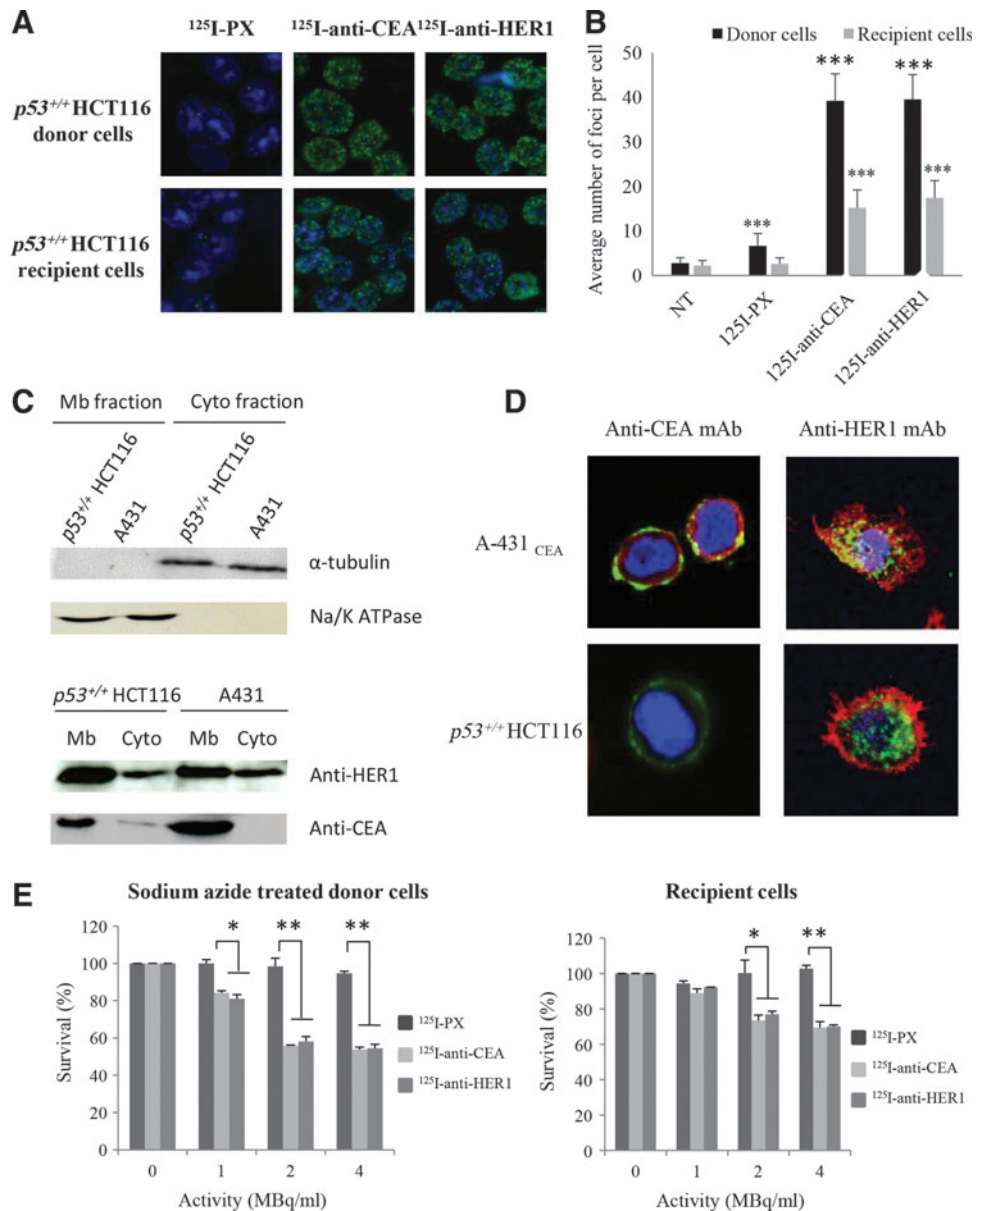 A
¹²⁵I-PX ¹²⁵I-anti-CEA ¹²⁵I-anti-HER1
p53⁺/⁺ HCT116
donor cells
p53⁺/⁺ HCT116
recipient cells
B
Donor cells Recipient cells
Average number of foci per cell
50
40
30
20
10
0
*** ***
*** ***
***
NT
125I-PX
125I-anti-CEA
125I-anti-HER1
C
Mb fraction Cyto fraction
p53⁺/⁺ HCT116
A431
p53⁺/⁺ HCT116
A431
α-tubulin
Na/K ATPase
p53⁺/⁺ HCT116 A431
Mb Cyto Mb Cyto
Anti-HER1
Anti-CEA
D
Anti-CEA mAb Anti-HER1 mAb
A-431 CEA
p53⁺/⁺HCT116
E
Sodium azide treated donor cells
Survival (%)
120
100
80
60
40
20
0
* ** **
0 1 2 4
Activity (MBq/ml)
¹²⁵I-PX
¹²⁵I-anti-CEA
¹²⁵I-anti-HER1
Recipient cells
Survival (%)
120
100
80
60
40
20
0
* **
0 1 2 4
Activity (MBq/ml)
¹²⁵I-PX
¹²⁵I-anti-CEA
¹²⁵I-anti-HER1